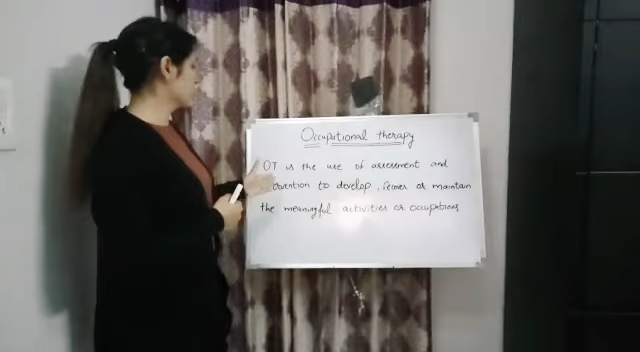 Occupational therapy
OT is the use of assessment and
to develop, recover or maintain
the meaningful activities or occupations